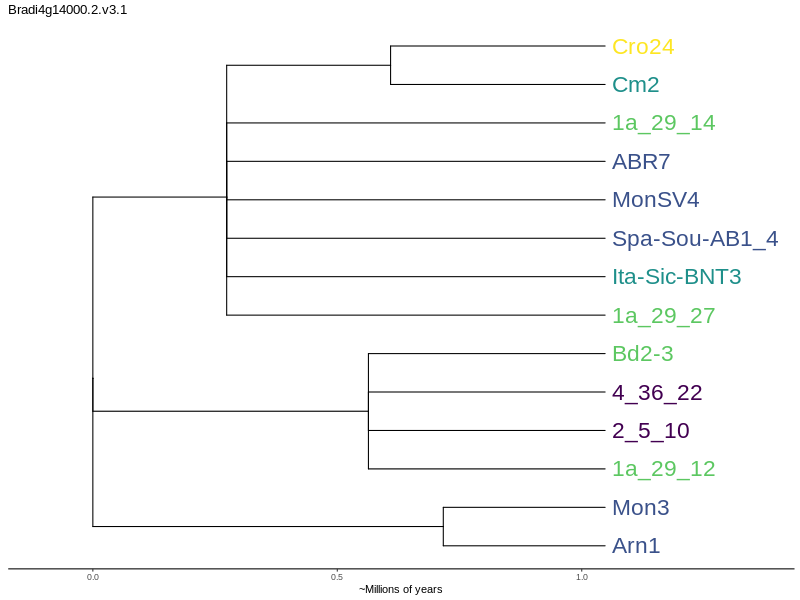 Bradi4g14000.2.v3.1
Cro24
Cm2
1a_29_14
ABR7
MonSV4
Spa-Sou-AB1_4
Ita-Sic-BNT3
1a_29_27
Bd2-3
4_36_22
2_5_10
1a_29_12
Mon3
Arn1
0.0 0.5 1.0
~Millions of years